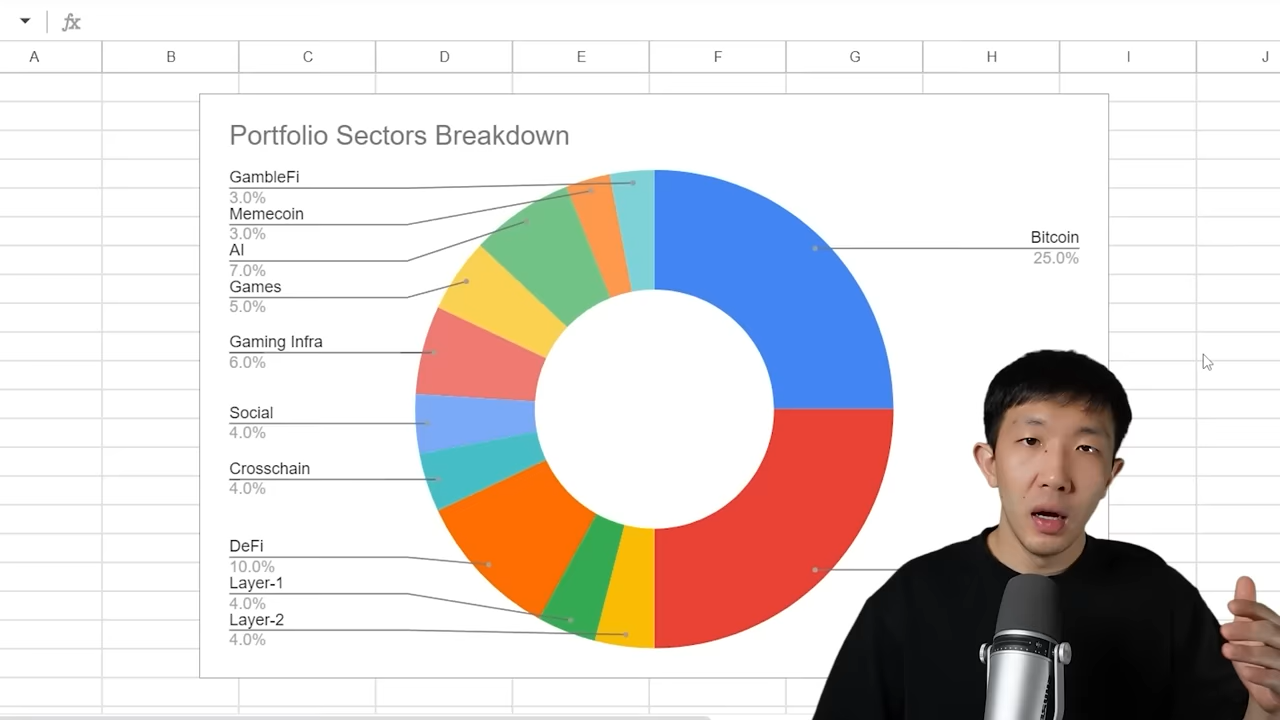 fx
A B C D E F G H I J
Portfolio Sectors Breakdown
GambleFi
3.0%
Memecoin
3.0%
AI
7.0%
Games
5.0%
Gaming Infra
6.0%
Social
4.0%
Crosschain
4.0%
DeFi
10.0%
Layer-1
4.0%
Layer-2
4.0%
Bitcoin
25.0%